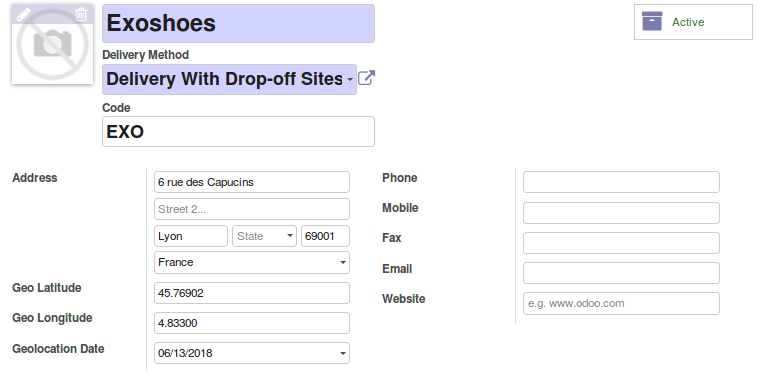 Exoshoes
Active
Delivery Method
Delivery With Drop-off Sites
Code
EXO
Address
6 rue des Capucins
Street 2...
Lyon State 69001
France
Geo Latitude
45.76902
Geo Longitude
4.83300
Geolocation Date
06/13/2018
Phone
Mobile
Fax
Email
Website
e.g. www.odoo.com